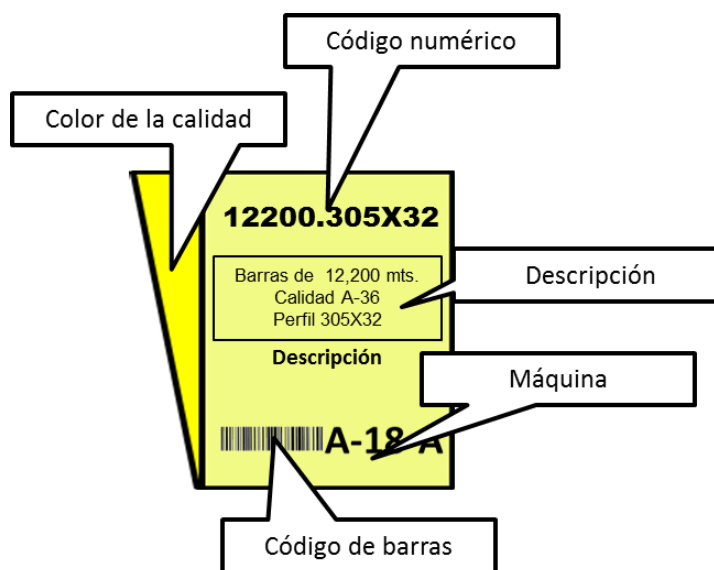 Código numérico
Color de la calidad
12200.305X32
Barras de 12,200 mts.
Calidad A-36
Perfil 305X32
Descripción
Descripción
Máquina
A-18-A
Código de barras